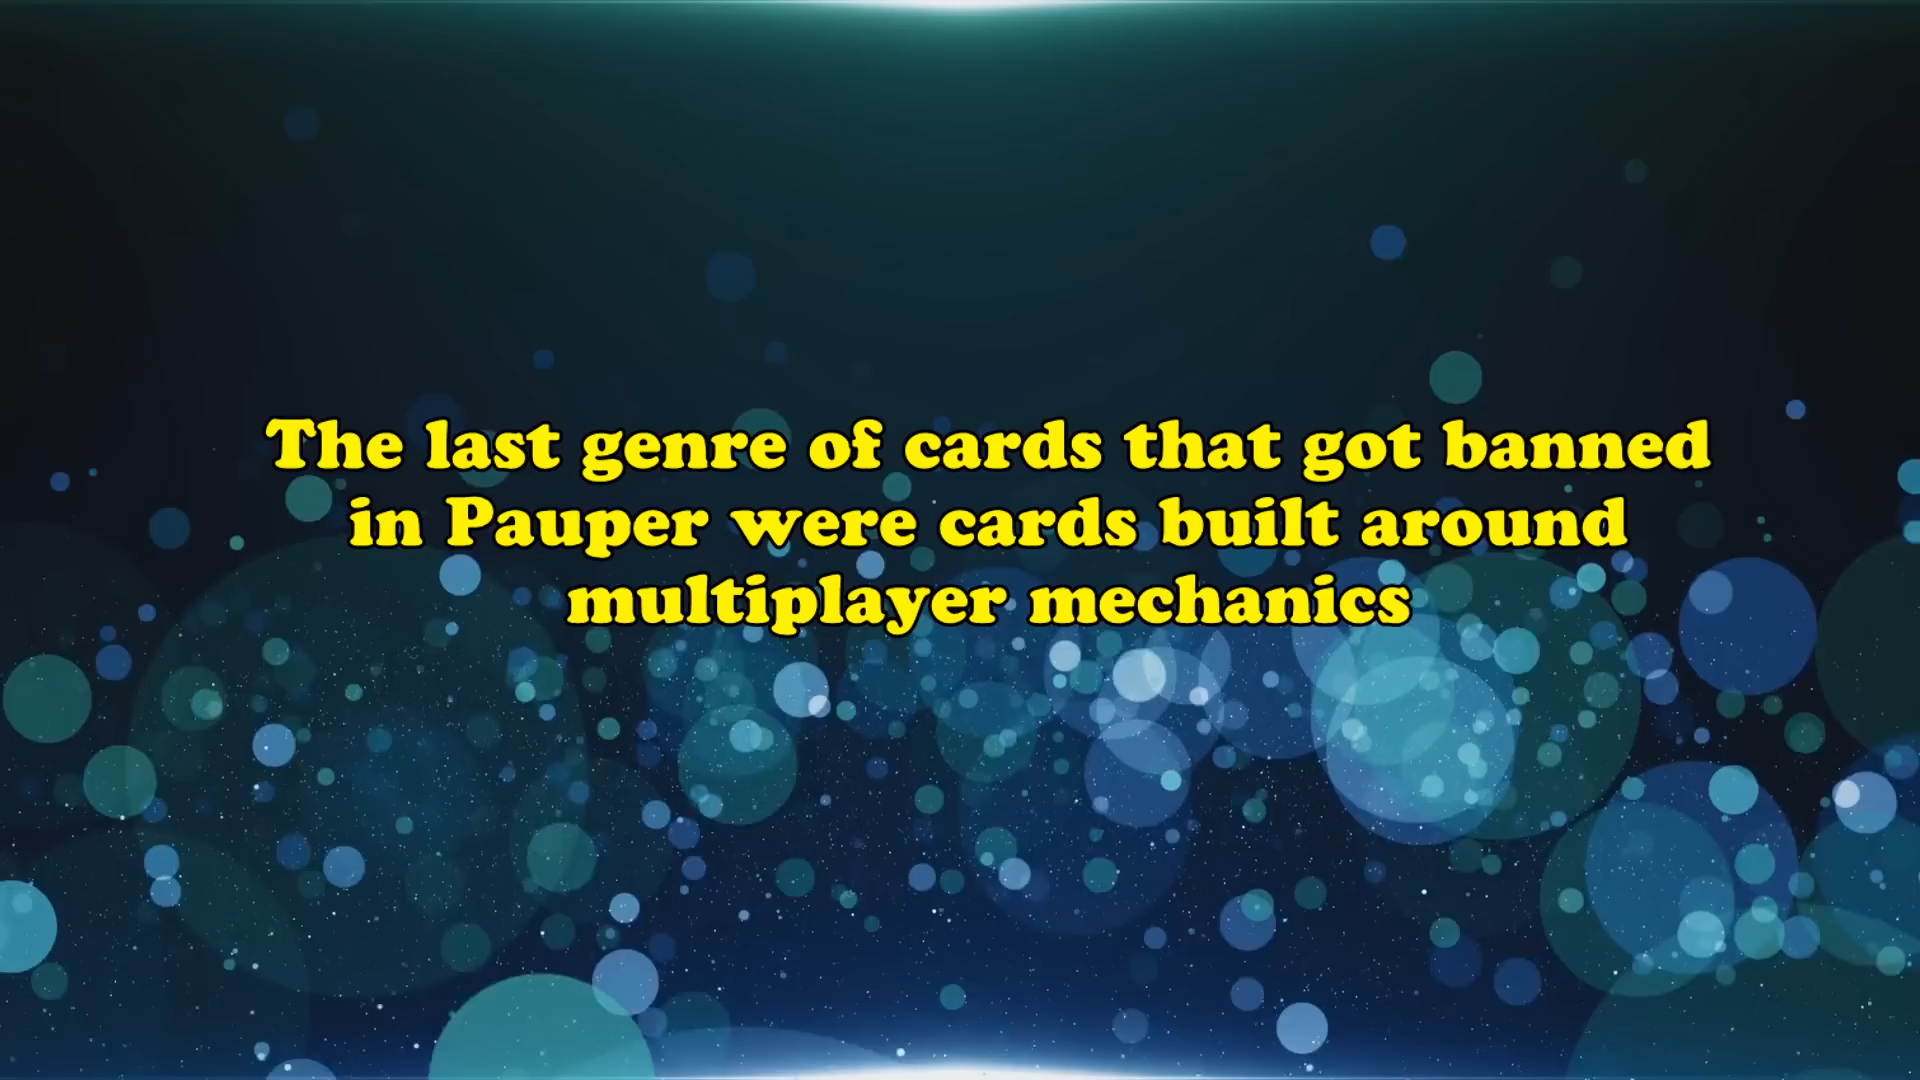 The last genre of cards that got banned
in Pauper were cards built around
multiplayer mechanics